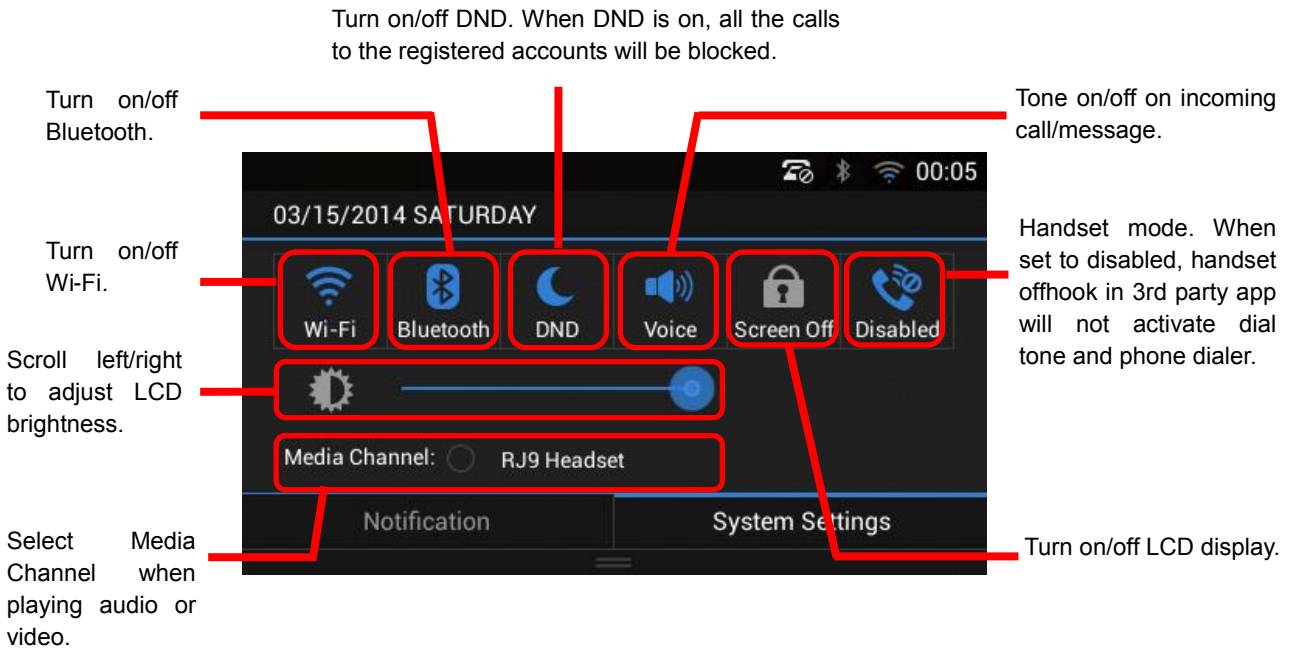 Turn on/off DND. When DND is on, all the calls
to the registered accounts will be blocked.
Turn on/off
Bluetooth.
Tone on/off on incoming
call/message.
00:05
03/15/2014 SATURDAY
Turn on/off
Wi-Fi.
Handset mode. When
set to disabled, handset
offhook in 3rd party app
will not activate dial
tone and phone dialer.
Wi-Fi Bluetooth DND Voice Screen Off Disabled
Scroll left/right
to adjust LCD
brightness.
Media Channel: RJ9 Headset
Notification System Settings
Select Media
Channel when
playing audio or
video.
Turn on/off LCD display.